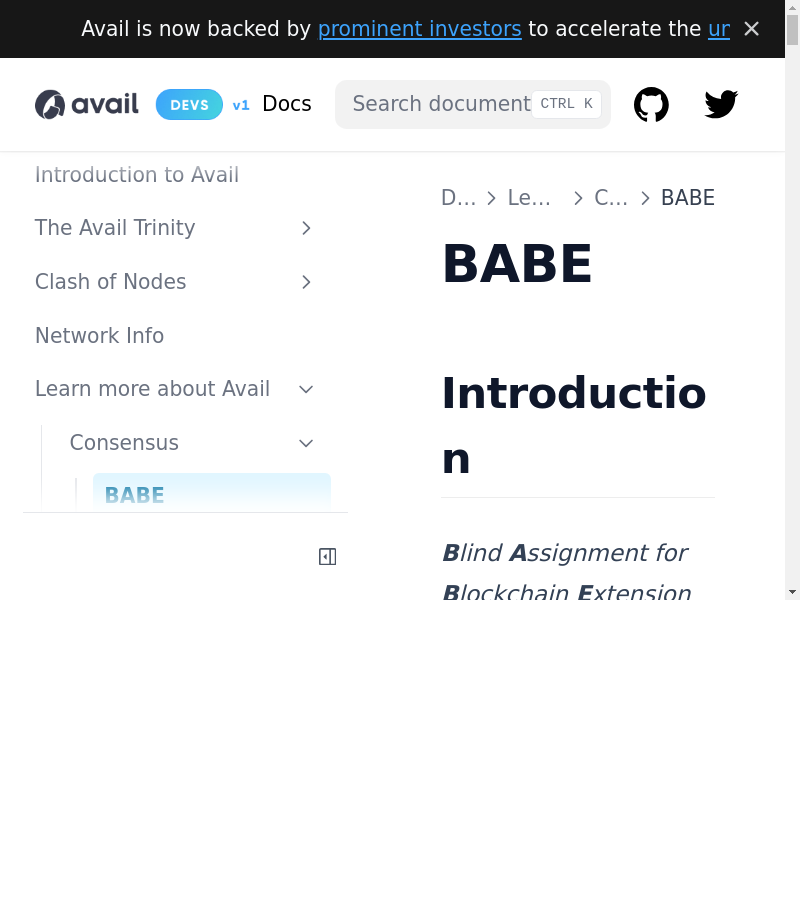 Avail is now backed by prominent investors to accelerate the ur
avail DEVS v1 Docs Search document CTRL K
Introduction to Avail
The Avail Trinity
Clash of Nodes
Network Info
Learn more about Avail
Consensus
BABE
D… Le… C… BABE
BABE
Introductio
n
Blind Assignment for
Blockchain Extension